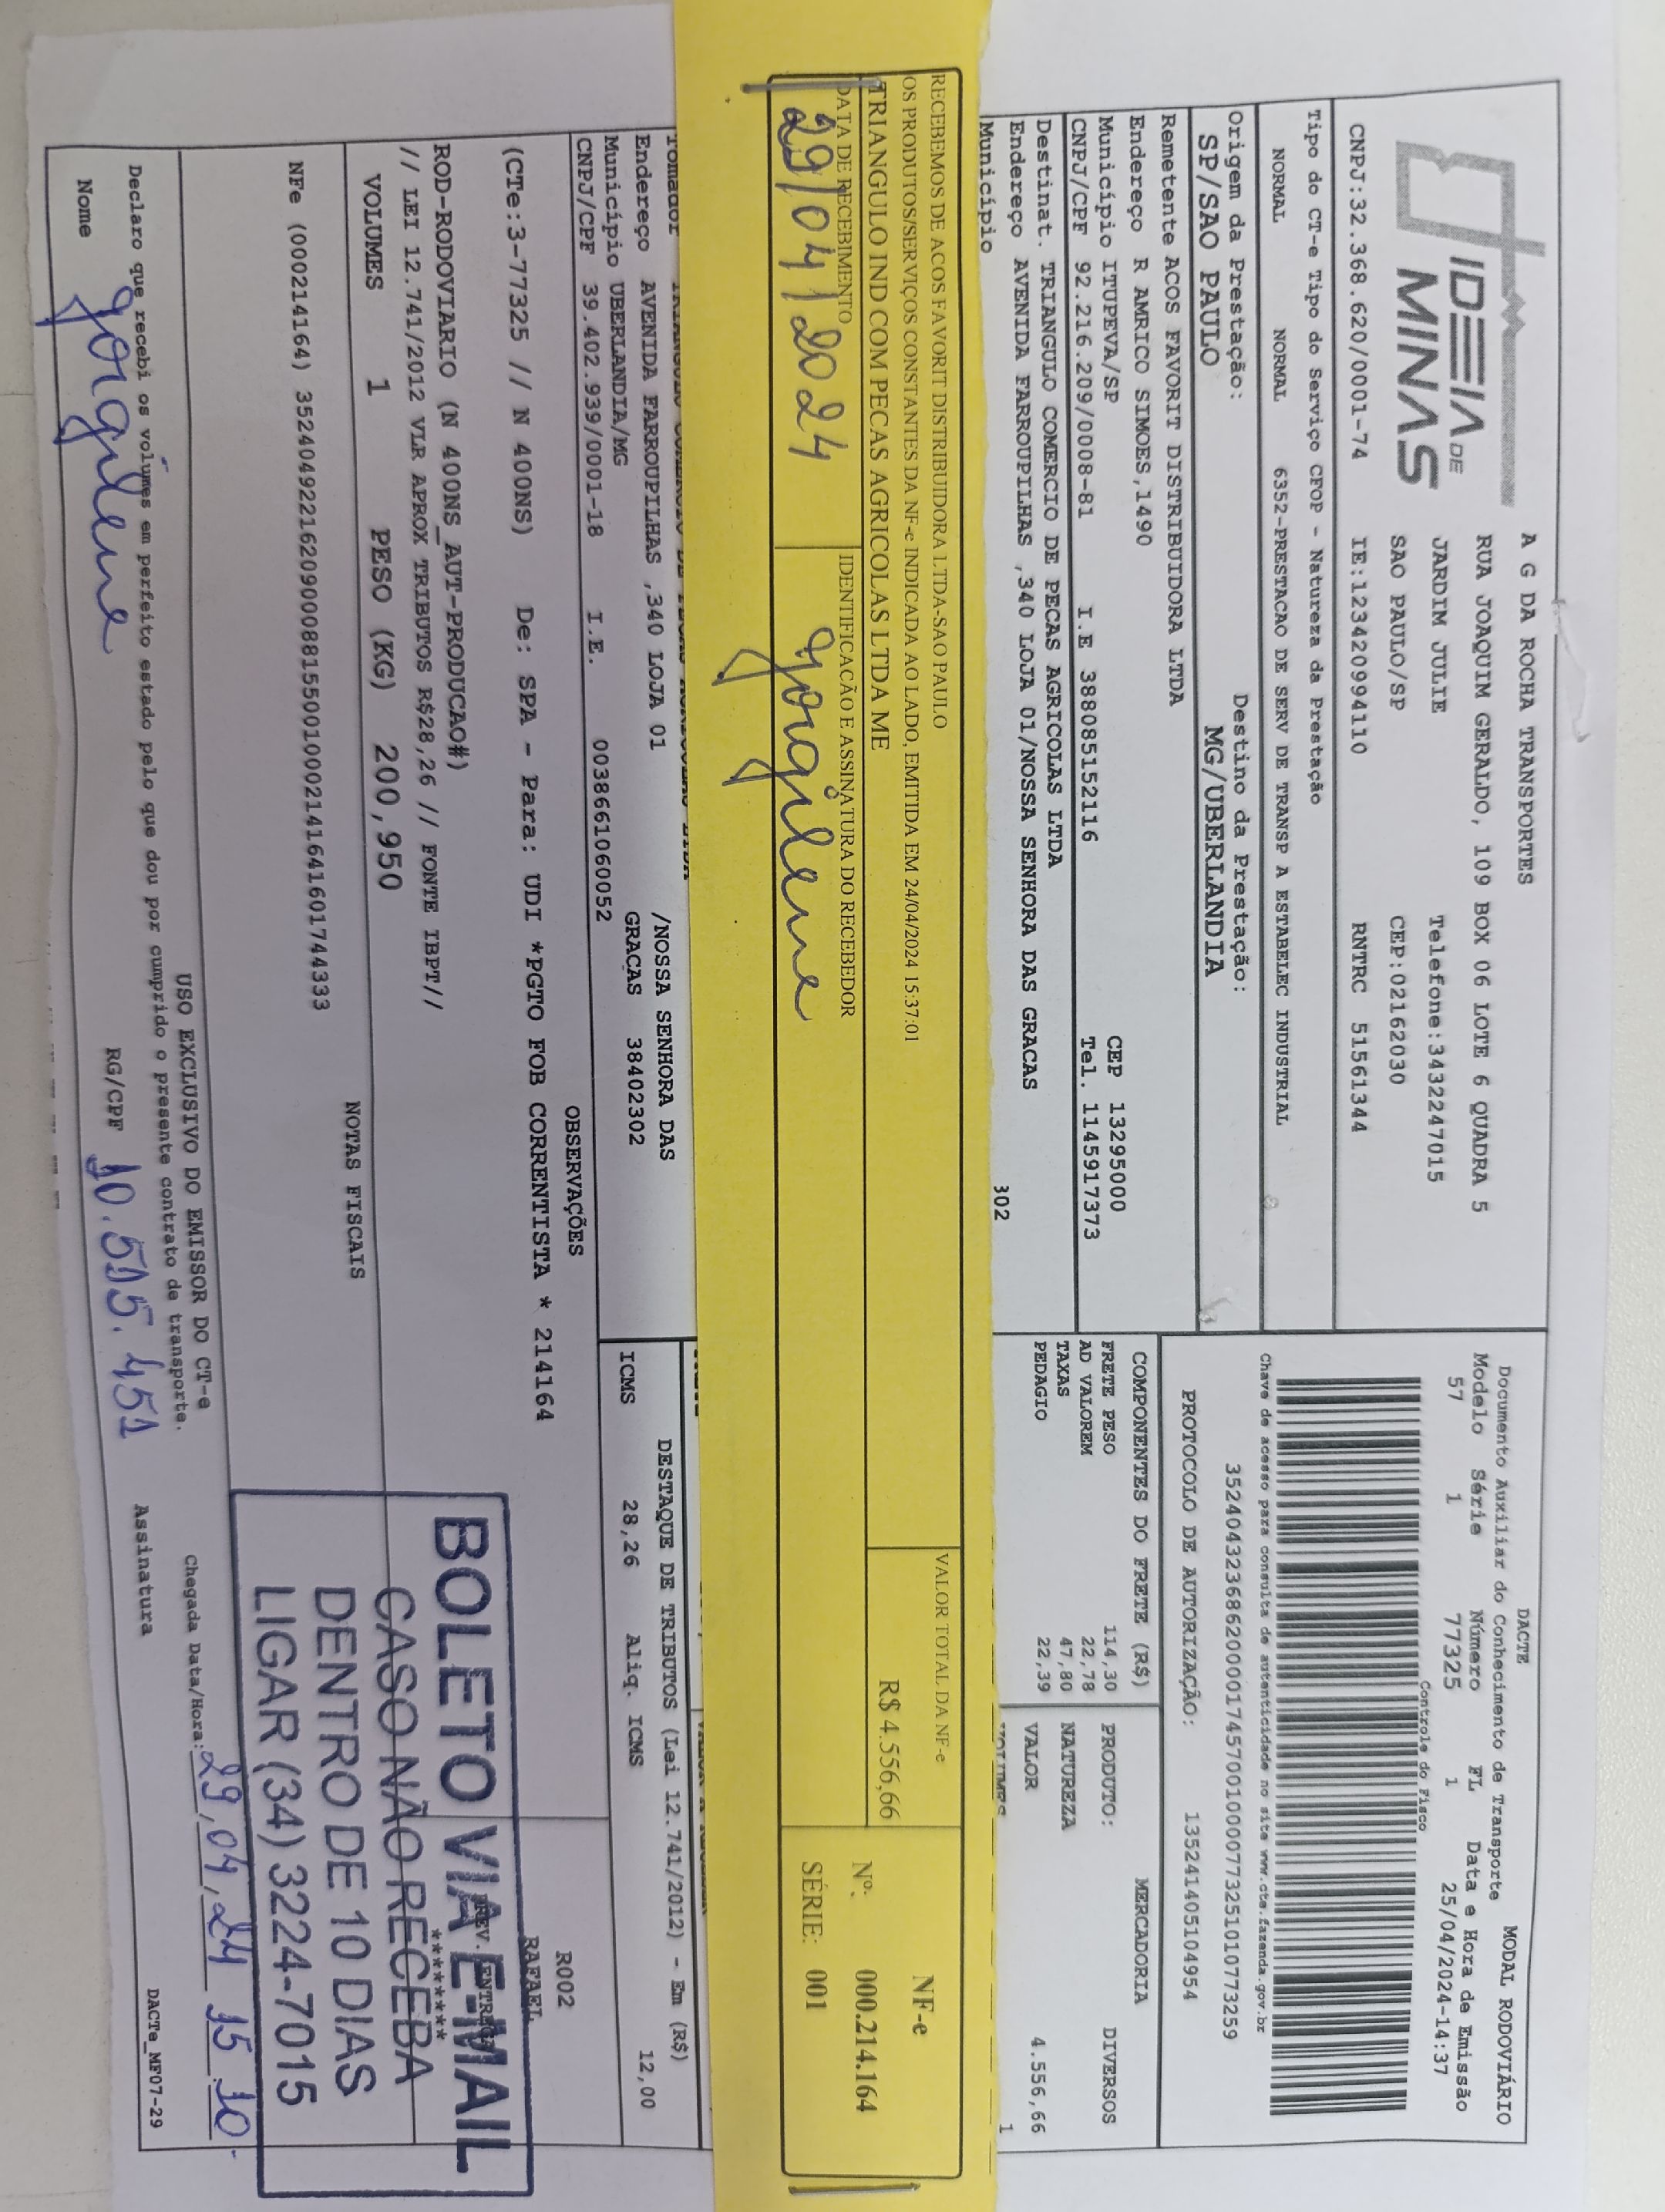 IDEIA DE
MINAS
A G DA ROCHA TRANSPORTES
RUA JOAQUIM GERALDO, 109 BOX 06 LOTE 6 QUADRA 5
JARDIM JULIE Telefone:3432247015
SAO PAULO/SP CEP:02162030
CNPJ:32.368.620/0001-74 IE:123420994110 RNTRC 51561344
Tipo do CT-e Tipo do Serviço CFOP - Natureza da Prestação
NORMAL NORMAL 6352-PRESTACAO DE SERV DE TRANSP A ESTABELEC INDUSTRIAL
Origem da Prestação: Destino da Prestação:
SP/SAO PAULO MG/UBERLANDIA
Remetente ACOS FAVORIT DISTRIBUIDORA LTDA
Endereço R AMRICO SIMOES,1490
Município ITUPEVA/SP CEP 13295000
CNPJ/CPF 92.216.209/0008-81 I.E 388085152116 Tel. 1145917373
Destinat. TRIANGULO COMERCIO DE PECAS AGRICOLAS LTDA
Endereço AVENIDA FARROUPILHAS ,340 LOJA 01/NOSSA SENHORA DAS GRACAS
Município 302
DACTE MODAL RODOVIÁRIO
Documento Auxiliar do Conhecimento de Transporte
Modelo Série Número FL Data e Hora de Emissão
57 1 77325 1 25/04/2024-14:37
Controle do Fisco
Chave de acesso para consulta de autenticidade no site www.cte.fazenda.gov.br
35240432368620000174570010000773251010773259
PROTOCOLO DE AUTORIZAÇÃO: 135241405104954
COMPONENTES DO FRETE (R$) MERCADORIA
FRETE PESO 114,30 PRODUTO: DIVERSOS
AD VALOREM 22,78
TAXAS 47,80 NATUREZA
PEDAGIO 22,39 VALOR 4.556,66
VOLUMES 1
RECEBEMOS DE ACOS FAVORIT DISTRIBUIDORA LTDA-SAO PAULO
OS PRODUTOS/SERVIÇOS CONSTANTES DA NF-e INDICADA AO LADO, EMITIDA EM 24/04/2024 15:37:01
VALOR TOTAL DA NF-e
TRIANGULO IND COM PECAS AGRICOLAS LTDA ME R$ 4.556,66
DATA DE RECEBIMENTO IDENTIFICAÇÃO E ASSINATURA DO RECEBEDOR
29/04/2024
NF-e
Nº. 000.214.164
SÉRIE: 001
Tomador
Endereço AVENIDA FARROUPILHAS ,340 LOJA 01 /NOSSA SENHORA DAS
Município UBERLANDIA/MG GRAÇAS 38402302
CNPJ/CPF 39.402.939/0001-18 I.E. 0038661060052
DESTAQUE DE TRIBUTOS (Lei 12.741/2012) - Em (R$)
ICMS 28,26 Aliq. ICMS 12,00
OBSERVAÇÕES
(CTe:3-77325 // N 400NS) De: SPA - Para: UDI *PGTO FOB CORRENTISTA * 214164
R002
RAFAEL
ROD-RODOVIARIO (N 400NS_AUT-PRODUCAO#)
// LEI 12.741/2012 VLR APROX TRIBUTOS R$28,26 // FONTE IBPT//
VOLUMES 1 PESO (KG) 200,950
NOTAS FISCAIS
NFe (000214164) 35240492216209000881550010002141641601744333
BOLETO VIA E-MAIL
CASO NÃO RECEBA
DENTRO DE 10 DIAS
LIGAR (34) 3224-7015
USO EXCLUSIVO DO EMISSOR DO CT-e
Declaro que recebi os volumes em perfeito estado pelo que dou por cumprido o presente contrato de transporte.
Chegada Data/Hora: 29,04,24 15:10
Nome RG/CPF 10.515.451 Assinatura
DACTe_MF07-29